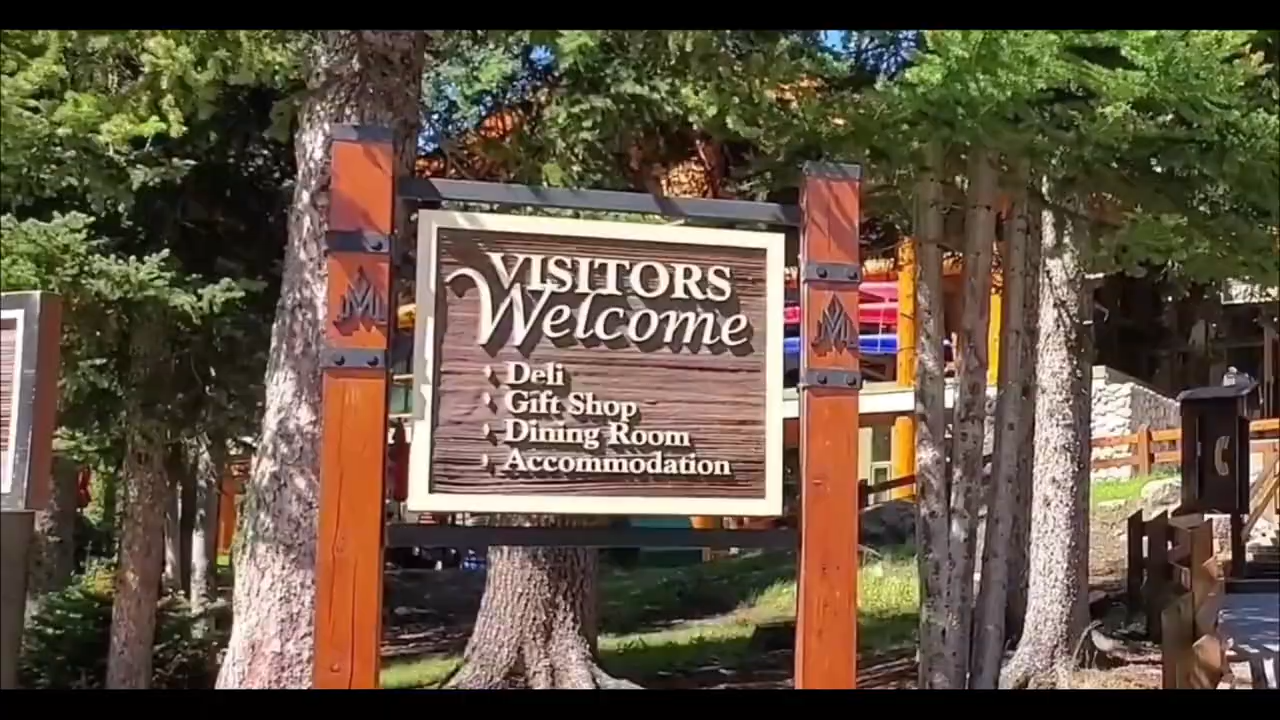 VISITORS
Welcome
Deli
Gift Shop
Dining Room
Accommodation